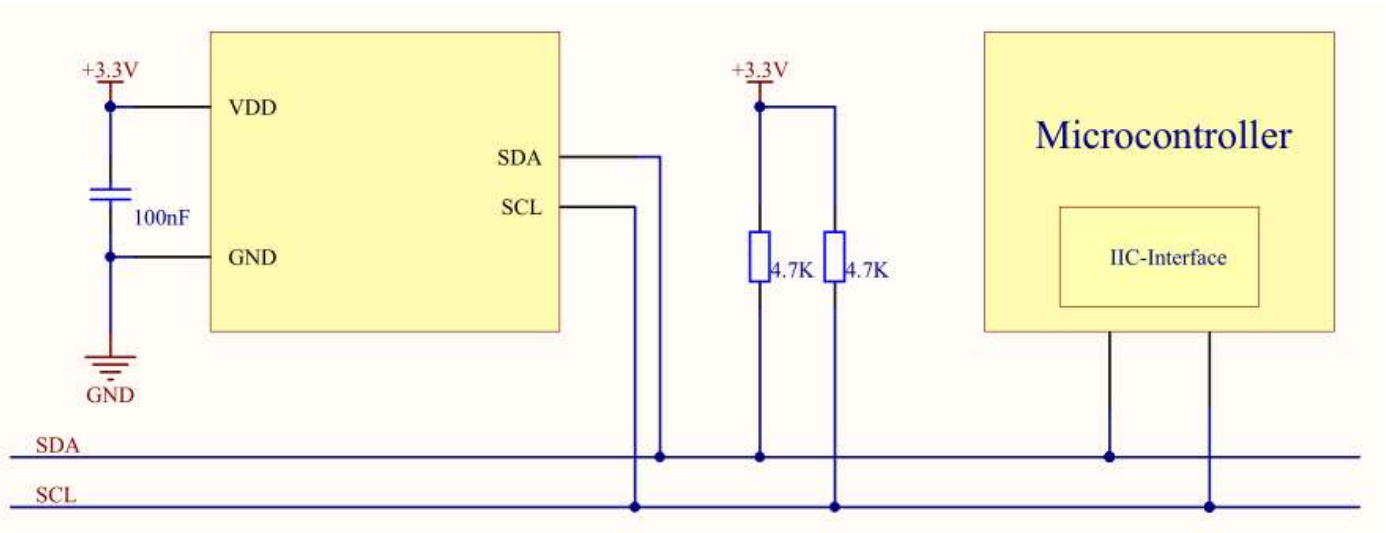 +3.3V
VDD
SDA
SCL
100nF
GND
GND
+3.3V
4.7K
4.7K
Microcontroller
IIC-Interface
SDA
SCL